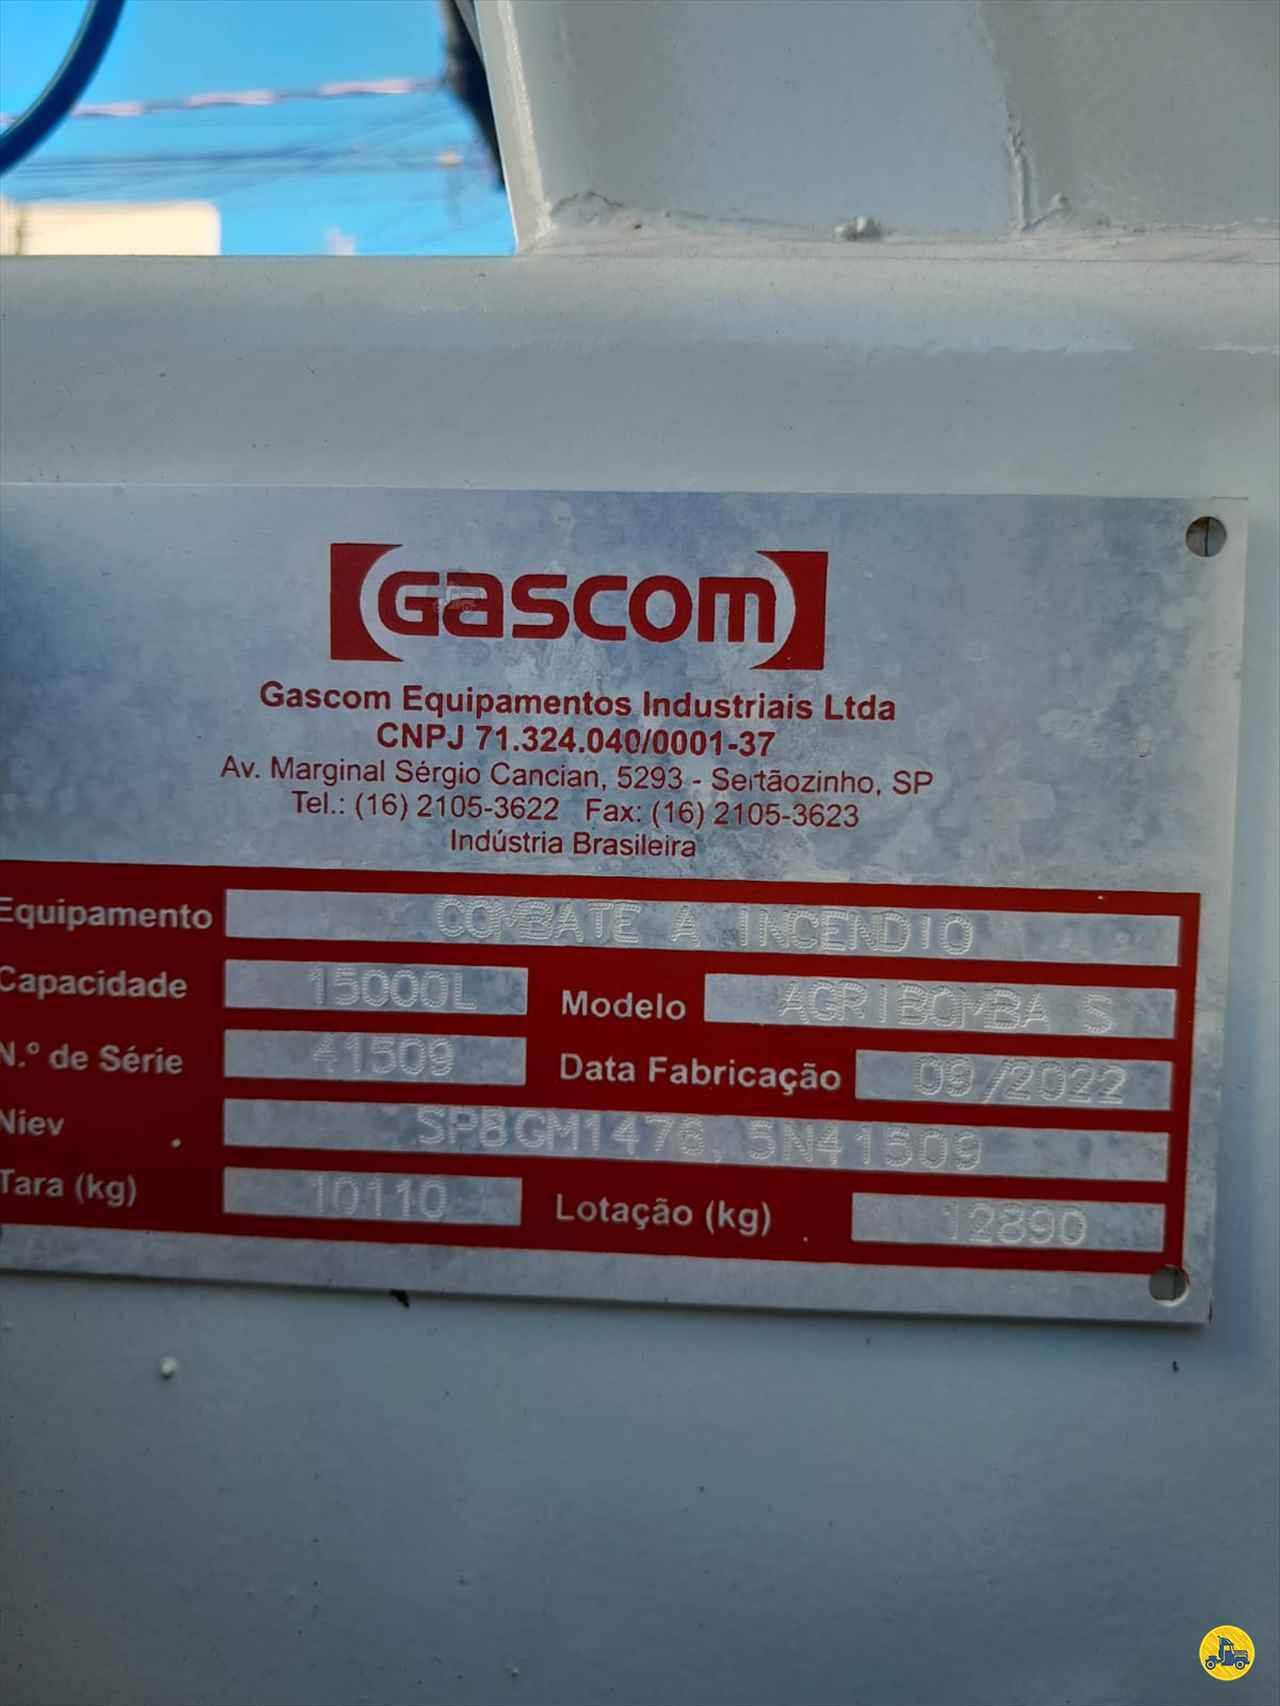 Gascom
Gascom Equipamentos Industriais Ltda
CNPJ 71.324.040/0001-37
Av. Marginal Sérgio Cancian, 5293 - Sertãozinho, SP
Tel.: (16) 2105-3622 Fax: (16) 2105-3623
Indústria Brasileira
Equipamento COMBATE A INCENDIO
Capacidade 15000L Modelo AGRIBOMBA S
N.º de Série 41509 Data Fabricação 09/2022
Niev SP8GM1476, 5N41509
Tara (kg) 10110 Lotação (kg) 12890